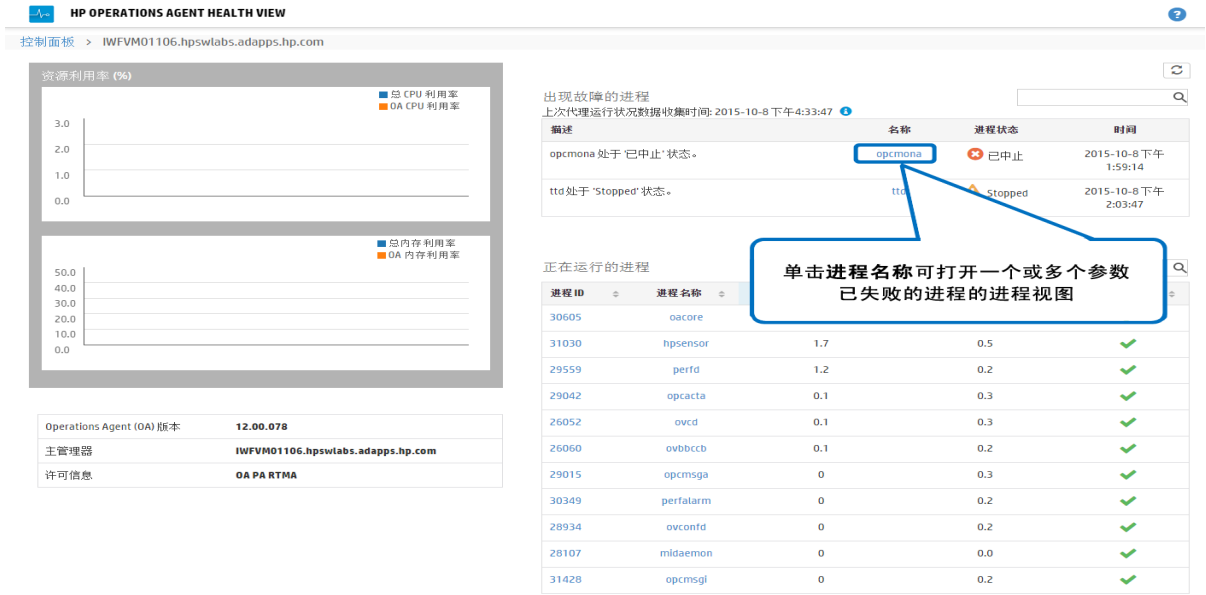 HP OPERATIONS AGENT HEALTH VIEW
控制面板 > IWFVM01106.hpswlabs.adapps.hp.com
资源利用率 (%)
总 CPU 利用率
OA CPU 利用率
3.0
2.0
1.0
0.0
总内存利用率
OA 内存利用率
50.0
40.0
30.0
20.0
10.0
0.0
Operations Agent (OA) 版本 12.00.078
主管理器 IWFVM01106.hpswlabs.adapps.hp.com
许可信息 OA PA RTMA
出现故障的进程
上次代理运行状况数据收集时间: 2015-10-8 下午4:33:47
描述 名称 进程状态 时间
opcmona 处于 '已中止' 状态。 opcmona 已中止 2015-10-8 下午
1:59:14
ttd 处于 'Stopped' 状态。 ttd Stopped 2015-10-8 下午
2:03:47
单击进程名称可打开一个或多个参数
已失败的进程的进程视图
正在运行的进程
进程 ID 进程名称
30605 oacore
31030 hpsensor 1.7 0.5
29559 perfd 1.2 0.2
29042 opcacta 0.1 0.3
26052 ovcd 0.1 0.3
26060 ovbbccb 0.1 0.2
29015 opcmsga 0 0.3
30349 perfalarm 0 0.2
28934 ovconfd 0 0.2
28107 midaemon 0 0.0
31428 opcmsgi 0 0.2